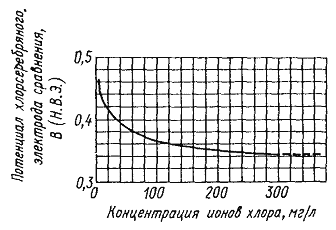 Потенциал хлорсеребряного,
электрода сравнения,
В (Н.В.Э.)
0,5
0,4
0,3
0
100
200
300
Концентрация ионов хлора, мг/л